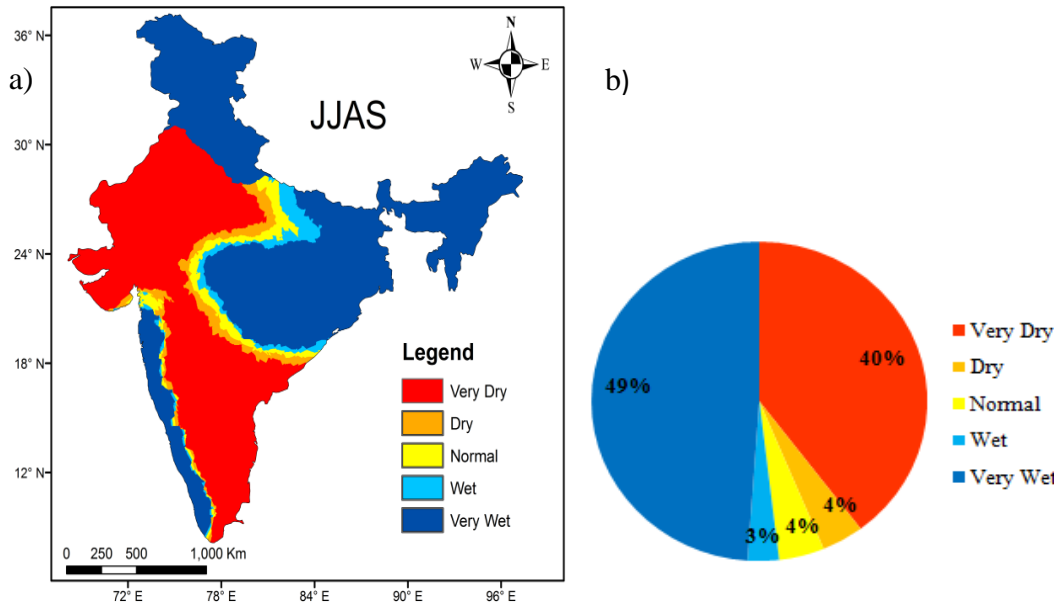 a)
36° N
30° N
24° N
18° N
12° N
JJAS
N
W
E
S
Legend
Very Dry
Dry
Normal
Wet
Very Wet
0 250 500 1,000 Km
72° E 78° E 84° E 90° E 96° E
b)
40%
4%
4%
3%
49%
Very Dry
Dry
Normal
Wet
Very Wet